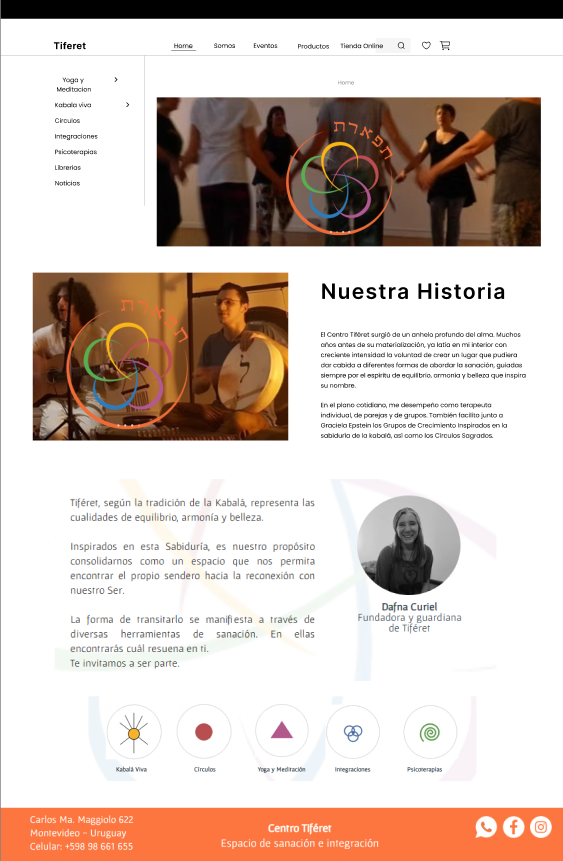 Tiferet
Home Somos Eventos Productos Tienda Online
Yoga y
Meditacion
Kabala viva
Circulos
Integraciones
Psicoterapias
Librerias
Noticias
Home
תפארת
תפארת
Nuestra Historia
El Centro Tiféret surgió de un anhelo profundo del alma. Muchos
años antes de su materialización, ya latía en mi interior con
creciente intensidad la voluntad de crear un lugar que pudiera
dar cabida a diferentes formas de abordar la sanación, guiadas
siempre por el espíritu de equilibrio, armonía y belleza que inspira
su nombre.
En el plano cotidiano, me desempeño como terapeuta
individual, de parejas y de grupos. También facilito junto a
Graciela Epstein los Grupos de Crecimiento Inspirados en la
sabiduría de la kabalá, así como los Círculos Sagrados.
Tiféret, según la tradición de la Kabalá, representa las
cualidades de equilibrio, armonía y belleza.
Inspirados en esta Sabiduría, es nuestro propósito
consolidarnos como un espacio que nos permita
encontrar el propio sendero hacia la reconexión con
nuestro Ser.
La forma de transitarlo se manifiesta a través de
diversas herramientas de sanación. En ellas
encontrarás cuál resuena en ti.
Te invitamos a ser parte.
Dafna Curiel
Fundadora y guardiana
de Tiféret
Kabalá Viva
Círculos
Yoga y Meditación
Integraciones
Psicoterapias
Carlos Ma. Maggiolo 622
Montevideo - Uruguay
Celular: +598 98 661 655
Centro Tiféret
Espacio de sanación e integración